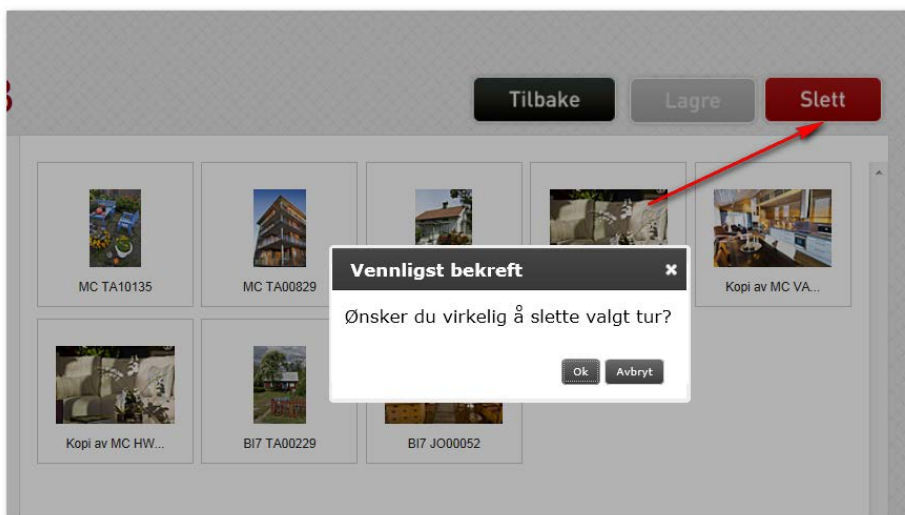 Tilbake Lagre Slett
MC TA10135 MC TA00829 Kopi av MC VA...
Vennligst bekreft
Ønsker du virkelig å slette valgt tur?
Ok Avbryt
Kopi av MC HW... BI7 TA00229 BI7 JO00052